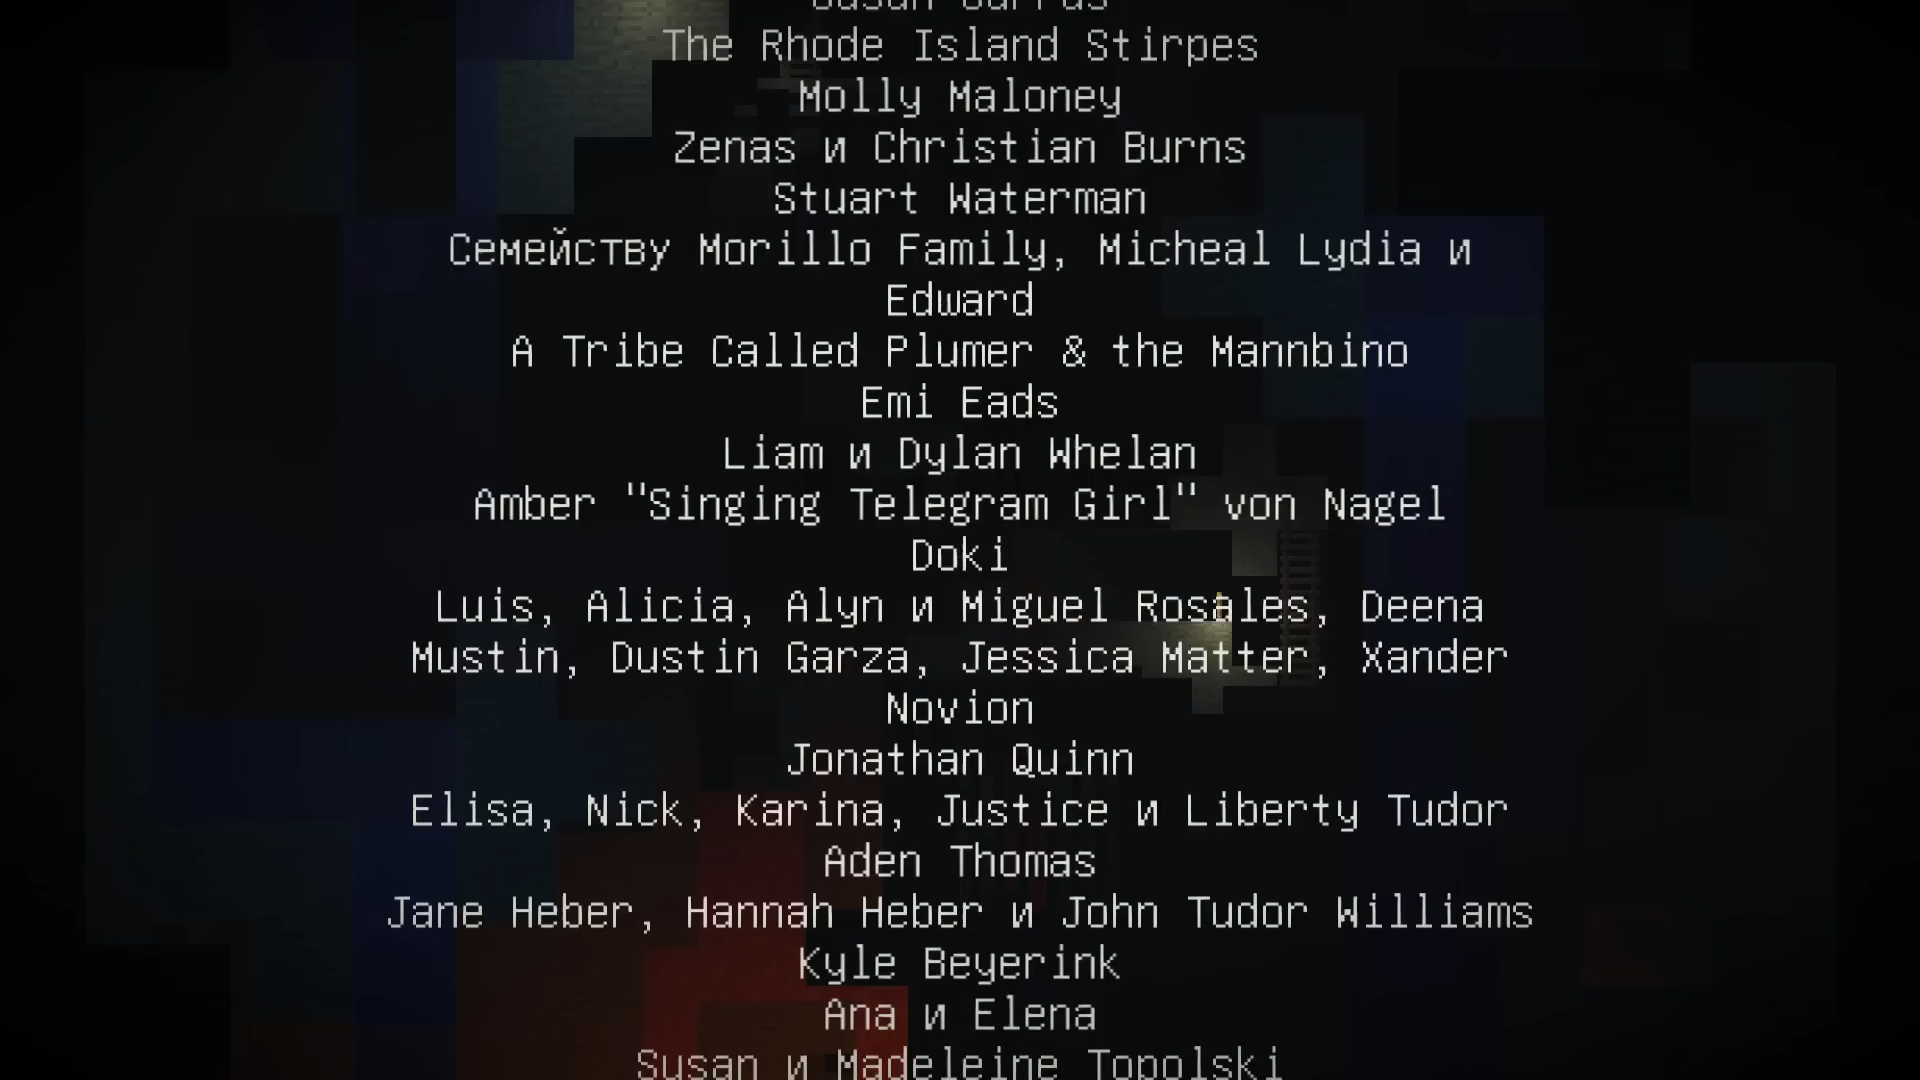 The Rhode Island Stirpes
Molly Maloney
Zenas и Christian Burns
Stuart Waterman
Семейству Morillo Family, Micheal Lydia и
Edward
A Tribe Called Plumer & the Mannbino
Emi Eads
Liam и Dylan Whelan
Amber "Singing Telegram Girl" von Nagel
Doki
Luis, Alicia, Alyn и Miguel Rosales, Deena
Mustin, Dustin Garza, Jessica Matter, Xander
Novion
Jonathan Quinn
Elisa, Nick, Karina, Justice и Liberty Tudor
Aden Thomas
Jane Heber, Hannah Heber и John Tudor Williams
Kyle Beyerink
Ana и Elena
Susan и Madeleine Topolski